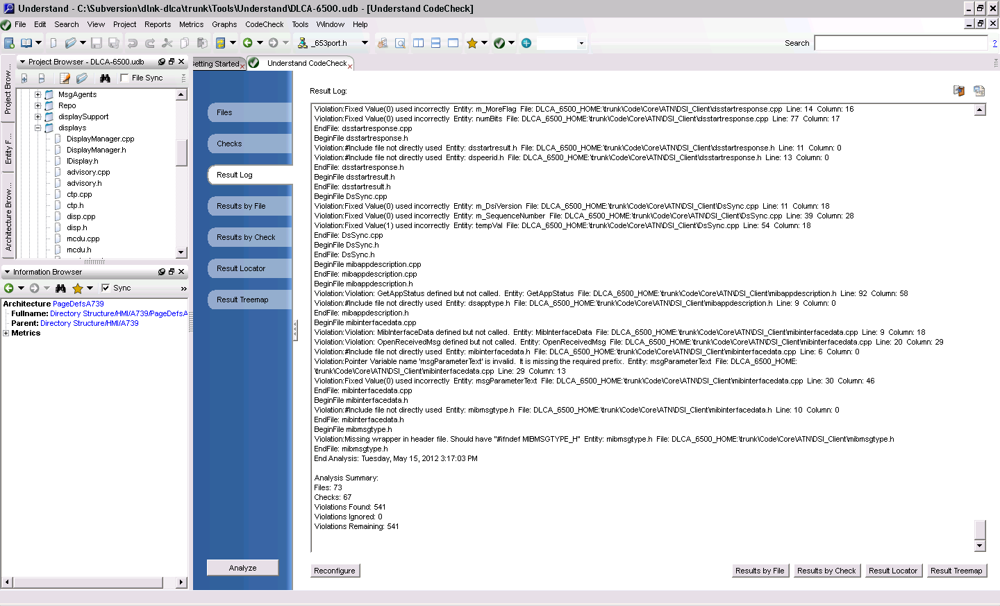 Understand - C:\Subversion\dlnk-dlca\trunk\Tools\Understand\DLCA-6500.udb - [Understand CodeCheck]
File Edit Search View Project Reports Metrics Graphs CodeCheck Tools Window Help
_653port.h
Search
?
Project Browser - DLCA-6500.udb
File Sync
Project Brow...
Entity F...
Architecture Brow...
MsgAgents
Repo
displaySupport
displays
DisplayManager.cpp
DisplayManager.h
IDisplay.h
advisory.cpp
advisory.h
ctp.cpp
ctp.h
disp.cpp
disp.h
mcdu.cpp
mcdu.h
Information Browser
Sync
»
Architecture PageDefsA739
Fullname: Directory Structure/HMI/A739/PageDefsA
Parent: Directory Structure/HMI/A739
Metrics
Getting Started
Understand CodeCheck
Files
Checks
Result Log
Results by File
Results by Check
Result Locator
Result Treemap
Analyze
Result Log:
Violation:Fixed Value(0) used incorrectly Entity: m_MoreFlag File: DLCA_6500_HOME:\trunk\Code\Core\ATN\DSI_Client\dsstartresponse.cpp Line: 14 Column: 16
Violation:Fixed Value(0) used incorrectly Entity: numBits File: DLCA_6500_HOME:\trunk\Code\Core\ATN\DSI_Client\dsstartresponse.cpp Line: 77 Column: 17
EndFile: dsstartresponse.cpp
BeginFile dsstartresponse.h
Violation:#Include file not directly used Entity: dsstartresult.h File: DLCA_6500_HOME:\trunk\Code\Core\ATN\DSI_Client\dsstartresponse.h Line: 11 Column: 0
Violation:#Include file not directly used Entity: dspeerid.h File: DLCA_6500_HOME:\trunk\Code\Core\ATN\DSI_Client\dsstartresponse.h Line: 13 Column: 0
EndFile: dsstartresponse.h
BeginFile dsstartresult.h
EndFile: dsstartresult.h
BeginFile DsSync.cpp
Violation:Fixed Value(0) used incorrectly Entity: m_DsiVersion File: DLCA_6500_HOME:\trunk\Code\Core\ATN\DSI_Client\DsSync.cpp Line: 11 Column: 18
Violation:Fixed Value(0) used incorrectly Entity: m_SequenceNumber File: DLCA_6500_HOME:\trunk\Code\Core\ATN\DSI_Client\DsSync.cpp Line: 39 Column: 28
Violation:Fixed Value(1) used incorrectly Entity: tempVal File: DLCA_6500_HOME:\trunk\Code\Core\ATN\DSI_Client\DsSync.cpp Line: 54 Column: 18
EndFile: DsSync.cpp
BeginFile DsSync.h
EndFile: DsSync.h
BeginFile mibappdescription.cpp
EndFile: mibappdescription.cpp
BeginFile mibappdescription.h
Violation:Violation: GetAppStatus defined but not called. Entity: GetAppStatus File: DLCA_6500_HOME:\trunk\Code\Core\ATN\DSI_Client\mibappdescription.h Line: 92 Column: 58
Violation:#Include file not directly used Entity: dsapptype.h File: DLCA_6500_HOME:\trunk\Code\Core\ATN\DSI_Client\mibappdescription.h Line: 9 Column: 0
EndFile: mibappdescription.h
BeginFile mibinterfacedata.cpp
Violation:Violation: MibInterfaceData defined but not called. Entity: MibInterfaceData File: DLCA_6500_HOME:\trunk\Code\Core\ATN\DSI_Client\mibinterfacedata.cpp Line: 9 Column: 18
Violation:Violation: OpenReceivedMsg defined but not called. Entity: OpenReceivedMsg File: DLCA_6500_HOME:\trunk\Code\Core\ATN\DSI_Client\mibinterfacedata.cpp Line: 20 Column: 29
Violation:#Include file not directly used Entity: mibinterfacedata.h File: DLCA_6500_HOME:\trunk\Code\Core\ATN\DSI_Client\mibinterfacedata.cpp Line: 6 Column: 0
Violation:Pointer Variable name 'msgParameterText' is invalid. It is missing the required prefix. Entity: msgParameterText File: DLCA_6500_HOME:
\trunk\Code\Core\ATN\DSI_Client\mibinterfacedata.cpp Line: 29 Column: 13
Violation:Fixed Value(0) used incorrectly Entity: msgParameterText File: DLCA_6500_HOME:\trunk\Code\Core\ATN\DSI_Client\mibinterfacedata.cpp Line: 30 Column: 46
EndFile: mibinterfacedata.cpp
BeginFile mibinterfacedata.h
Violation:#Include file not directly used Entity: mibmsgtype.h File: DLCA_6500_HOME:\trunk\Code\Core\ATN\DSI_Client\mibinterfacedata.h Line: 10 Column: 0
EndFile: mibinterfacedata.h
BeginFile mibmsgtype.h
Violation:Missing wrapper in header file. Should have "#ifndef MIBMSGTYPE_H" Entity: mibmsgtype.h File: DLCA_6500_HOME:\trunk\Code\Core\ATN\DSI_Client\mibmsgtype.h
EndFile: mibmsgtype.h
End Analysis: Tuesday, May 15, 2012 3:17:03 PM
Analysis Summary:
Files: 73
Checks: 67
Violations Found: 541
Violations Ignored: 0
Violations Remaining: 541
Reconfigure
Results by File
Results by Check
Result Locator
Result Treemap